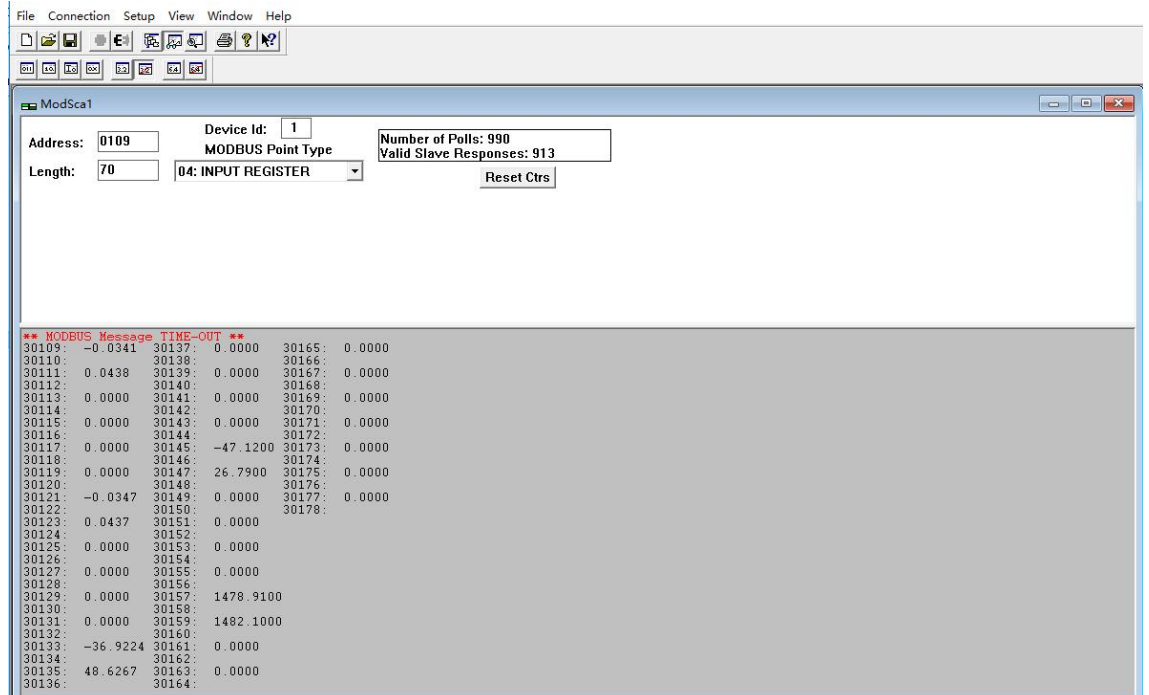 File Connection Setup View Window Help
ModSca1
Address: 0109
Device Id: 1
MODBUS Point Type
Length: 70
04: INPUT REGISTER
Number of Polls: 990
Valid Slave Responses: 913
Reset Ctrs
** MODBUS Message TIME-OUT **
30109: -0.0341 30137: 0.0000 30165: 0.0000
30110: 30138: 30166:
30111: 0.0438 30139: 0.0000 30167: 0.0000
30112: 30140: 30168:
30113: 0.0000 30141: 0.0000 30169: 0.0000
30114: 30142: 30170:
30115: 0.0000 30143: 0.0000 30171: 0.0000
30116: 30144: 30172:
30117: 0.0000 30145: -47.1200 30173: 0.0000
30118: 30146: 30174:
30119: 0.0000 30147: 26.7900 30175: 0.0000
30120: 30148: 30176:
30121: -0.0347 30149: 0.0000 30177: 0.0000
30122: 30150: 30178:
30123: 0.0437 30151: 0.0000
30124: 30152:
30125: 0.0000 30153: 0.0000
30126: 30154:
30127: 0.0000 30155: 0.0000
30128: 30156:
30129: 0.0000 30157: 1478.9100
30130: 30158:
30131: 0.0000 30159: 1482.1000
30132: 30160:
30133: -36.9224 30161: 0.0000
30134: 30162:
30135: 48.6267 30163: 0.0000
30136: 30164: